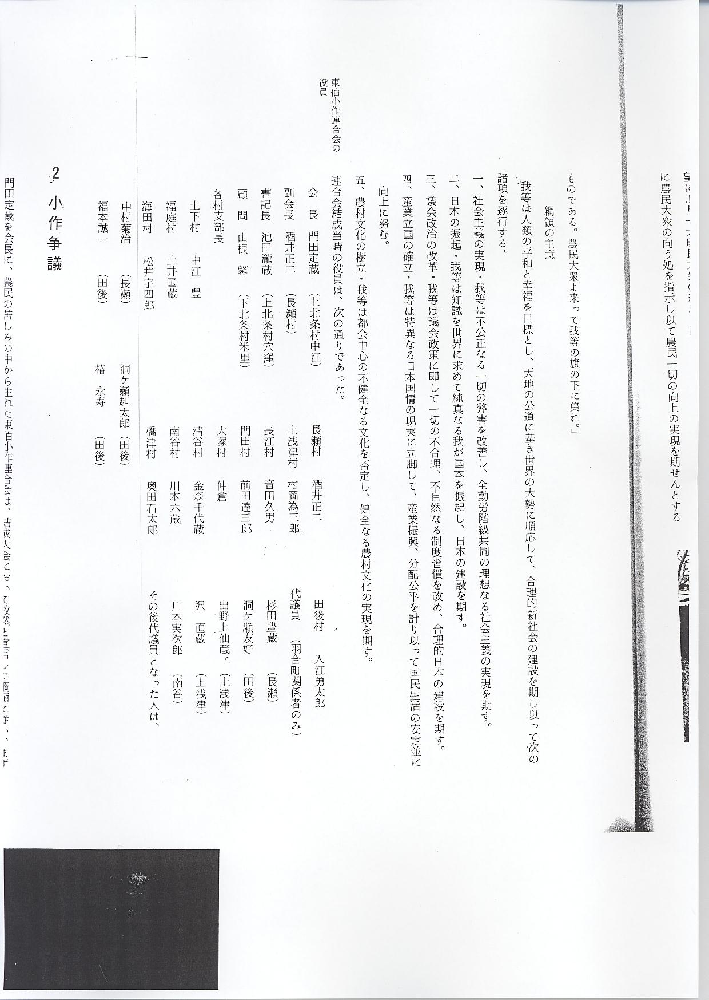 に農民大衆の向う処を指示し以て農民一切の向上の実現を期せんとする
ものである。農民大衆よ来って我等の旗の下に集れ。」
綱領の主意
我等は人類の平和と幸福を目標とし、天地の公道に基き世界の大勢に順応して、合理的新社会の建設を期し以って次の
諸項を遂行する。
一、社会主義の実現・我等は不公正なる一切の弊害を改善し、全勤労階級共同の理想なる社会主義の実現を期す。
二、日本の振起・我等は知識を世界に求めて純真なる我が国本を振起し、日本の建設を期す。
三、議会政治の改革・我等は議会政策に即して一切の不合理、不自然なる制度習慣を改め、合理的日本の建設を期す。
四、産業立国の確立・我等は特異なる日本国情の現実に立脚して、産業振興、分配公平を計り以って国民生活の安定並に
向上に努む。
五、農村文化の樹立・我等は都会中心の不健全なる文化を否定し、健全なる農村文化の実現を期す。
東伯小作連合会の
役員
連合会結成当時の役員は、次の通りであった。
会　長　門田定蔵　（上北条村中江）
副会長　酒井正二　（長瀬村）
書記長　池田瀧蔵　（上北条村穴窪）
顧　問　山根　馨　（下北条村米里）
各村支部長
土下村　中江　豊
福庭村　土井国蔵
海田村　松井宇四郎
長瀬村　酒井正二
上浅津村　村岡為三郎
長江村　音田久男
門田村　前田達三郎
大塚村　仲倉
清谷村　金森千代蔵
南谷村　川本六蔵
橋津村　奥田石太郎
田後村　入江勇太郎
代議員　（羽合町関係者のみ）
杉田豊蔵　（長瀬）
洞ケ瀬友好　（田後）
出野上仙蔵　（上浅津）
沢　直蔵　（上浅津）
川本実次郎　（南谷）
その後代議員となった人は、
中村菊治　（長瀬）　洞ケ瀬赳太郎　（田後）
福本誠一　（田後）　椿　永寿　（田後）
2　小作争議
門田定蔵を会長に、農民の苦しみの中から生れた東伯小作連合会は、結成大会において敢然と宣言した綱領に従い、まず